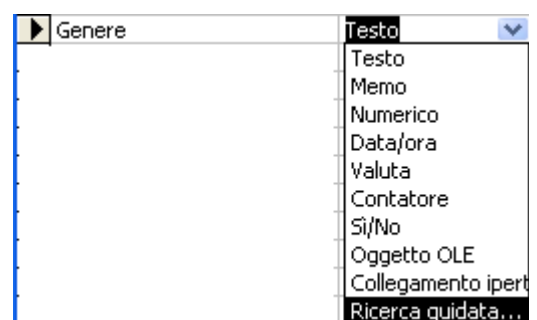 Genere Testo
Testo
Memo
Numerico
Data/ora
Valuta
Contatore
Sì/No
Oggetto OLE
Collegamento ipert
Ricerca guidata...